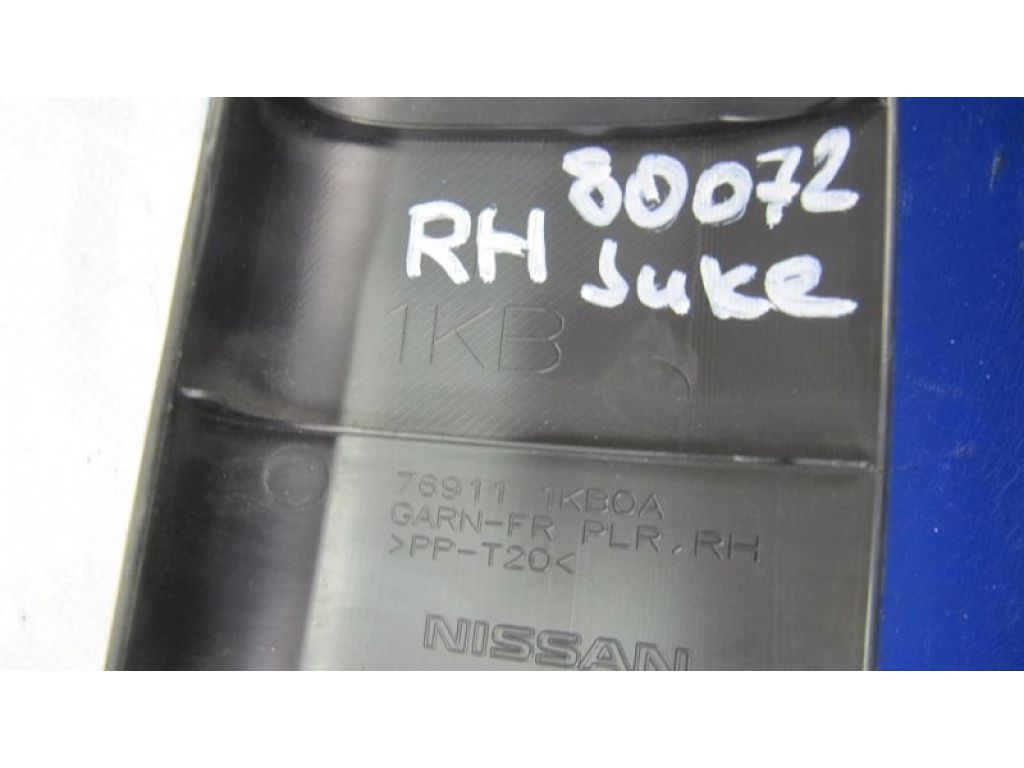 80072
RH Juke
1KB
76911 1KB0A
GARN-FR PLR,RH
>PP-T20<
NISSAN